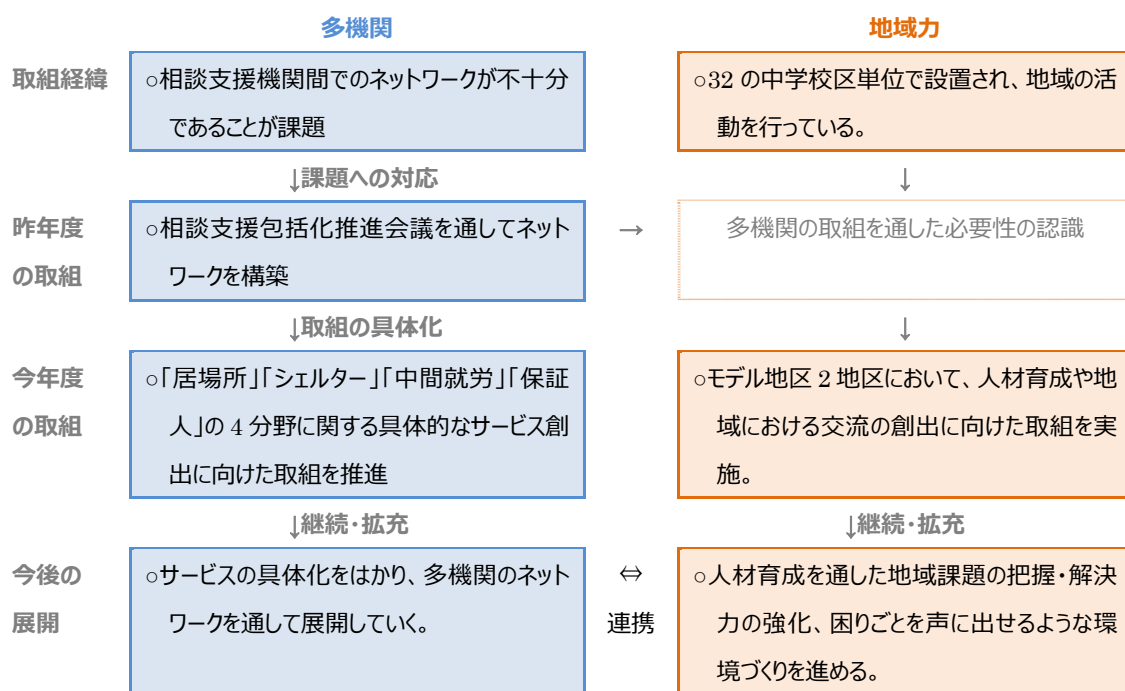 多機関
地域力
取組経緯
○相談支援機関間でのネットワークが不十分
であることが課題
○32 の中学校区単位で設置され、地域の活
動を行っている。
↓課題への対応
↓
昨年度
の取組
○相談支援包括化推進会議を通してネット
ワークを構築
→
多機関の取組を通した必要性の認識
↓取組の具体化
↓
今年度
の取組
○「居場所」「シェルター」「中間就労」「保証
人」の 4 分野に関する具体的なサービス創
出に向けた取組を推進
○モデル地区 2 地区において、人材育成や地
域における交流の創出に向けた取組を実
施。
↓継続・拡充
↓継続・拡充
今後の
展開
○サービスの具体化をはかり、多機関のネット
ワークを通して展開していく。
⇔
連携
○人材育成を通した地域課題の把握・解決
力の強化、困りごとを声に出せるような環
境づくりを進める。